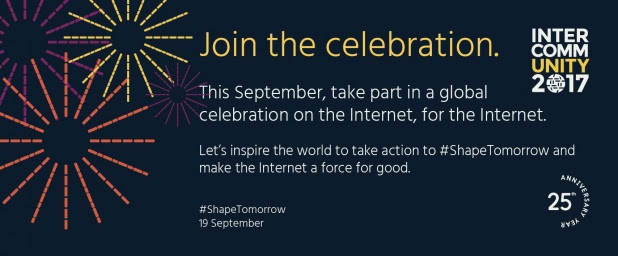 Join the celebration.
INTER
COMM
UNITY
2017
This September, take part in a global
celebration on the Internet, for the Internet.
Let's inspire the world to take action to #ShapeTomorrow and
make the Internet a force for good.
25th
ANNIVERSARY YEAR
#ShapeTomorrow
19 September